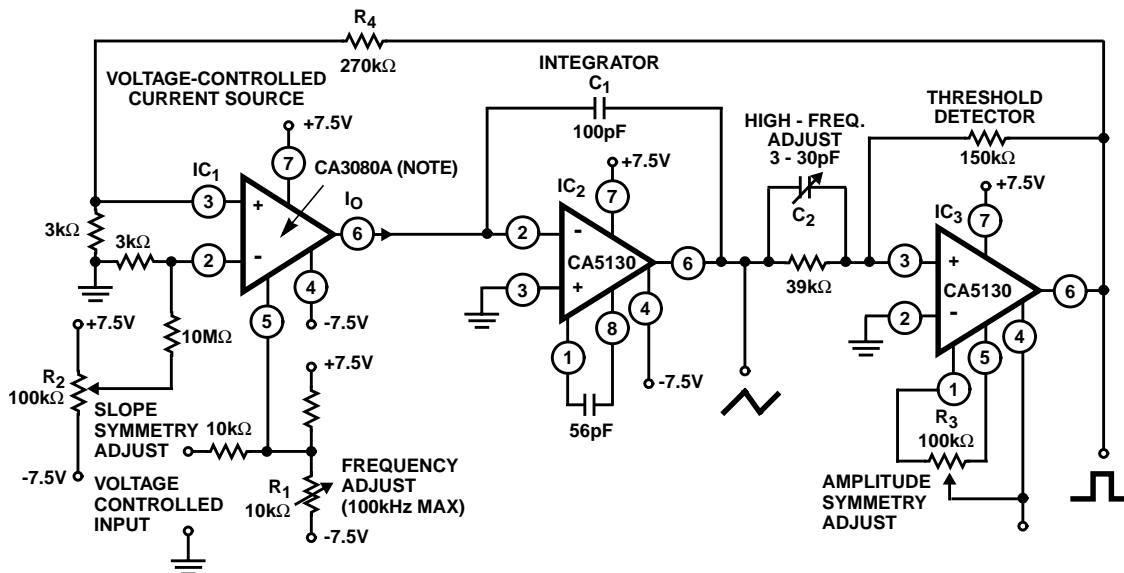 R4
270kΩ
VOLTAGE-CONTROLLED
CURRENT SOURCE
+7.5V
7
IC1
CA3080A (NOTE)
3
+
IO
6
3kΩ
3kΩ
2
-
4
-7.5V
5
+7.5V
10MΩ
R2
100kΩ
SLOPE
SYMMETRY
ADJUST
-7.5V
10kΩ
VOLTAGE
CONTROLLED
INPUT
+7.5V
R1
10kΩ
FREQUENCY
ADJUST
(100kHz MAX)
-7.5V
INTEGRATOR
C1
100pF
IC2
+7.5V
7
2
-
CA5130
6
3
+
4
8
1
-7.5V
56pF
HIGH - FREQ.
ADJUST
3 - 30pF
C2
39kΩ
THRESHOLD
DETECTOR
150kΩ
+7.5V
IC3
7
3
+
CA5130
6
2
-
4
5
1
R3
100kΩ
AMPLITUDE
SYMMETRY
ADJUST